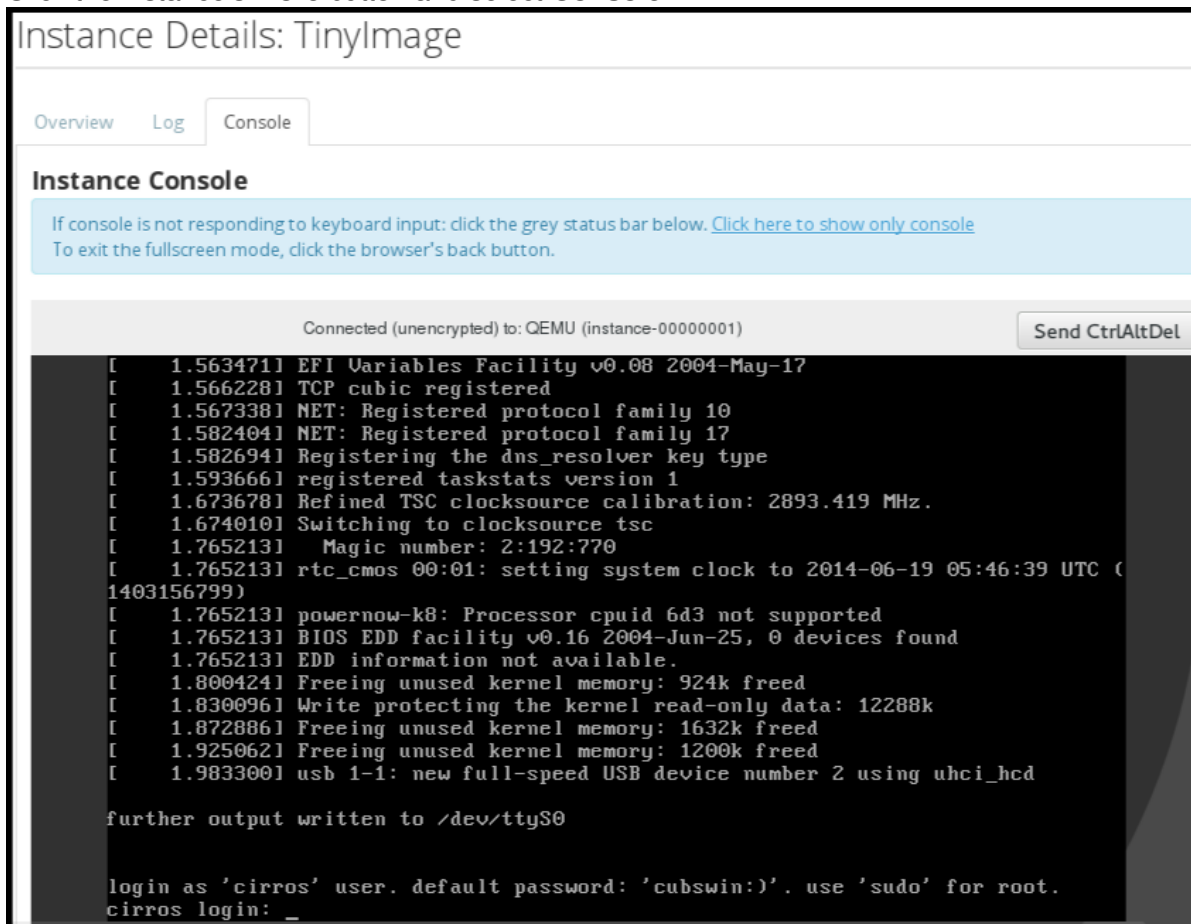 Instance Details: TinyImage
Overview Log Console
Instance Console
If console is not responding to keyboard input: click the grey status bar below. Click here to show only console
To exit the fullscreen mode, click the browser's back button.
Connected (unencrypted) to: QEMU (instance-00000001) Send CtrlAltDel
[    1.563471] EFI Variables Facility v0.08 2004-May-17
[    1.566228] TCP cubic registered
[    1.567338] NET: Registered protocol family 10
[    1.582404] NET: Registered protocol family 17
[    1.582694] Registering the dns_resolver key type
[    1.593666] registered taskstats version 1
[    1.673678] Refined TSC clocksource calibration: 2893.419 MHz.
[    1.674010] Switching to clocksource tsc
[    1.765213]   Magic number: 2:192:770
[    1.765213] rtc_cmos 00:01: setting system clock to 2014-06-19 05:46:39 UTC (
1403156799)
[    1.765213] powernow-k8: Processor cpuid 6d3 not supported
[    1.765213] BIOS EDD facility v0.16 2004-Jun-25, 0 devices found
[    1.765213] EDD information not available.
[    1.800424] Freeing unused kernel memory: 924k freed
[    1.830096] Write protecting the kernel read-only data: 12288k
[    1.872886] Freeing unused kernel memory: 1632k freed
[    1.925062] Freeing unused kernel memory: 1200k freed
[    1.983300] usb 1-1: new full-speed USB device number 2 using uhci_hcd
further output written to /dev/ttyS0
login as 'cirros' user. default password: 'cubswin:)'. use 'sudo' for root.
cirros login: _